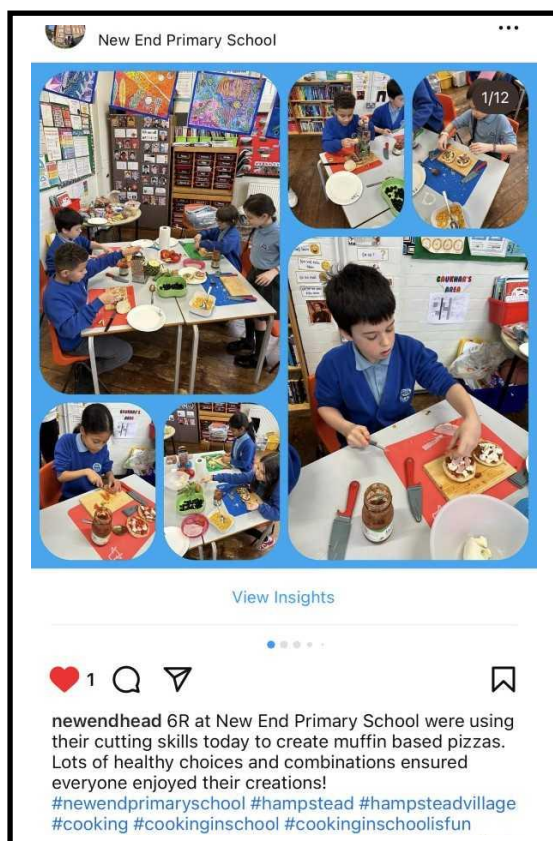 New End Primary School
1/12
GAUKHAR'S
AREA
View Insights
1
newendhead 6R at New End Primary School were using
their cutting skills today to create muffin based pizzas.
Lots of healthy choices and combinations ensured
everyone enjoyed their creations!
#newendprimaryschool #hampstead #hampsteadvillage
#cooking #cookinginschool #cookinginschoolisfun